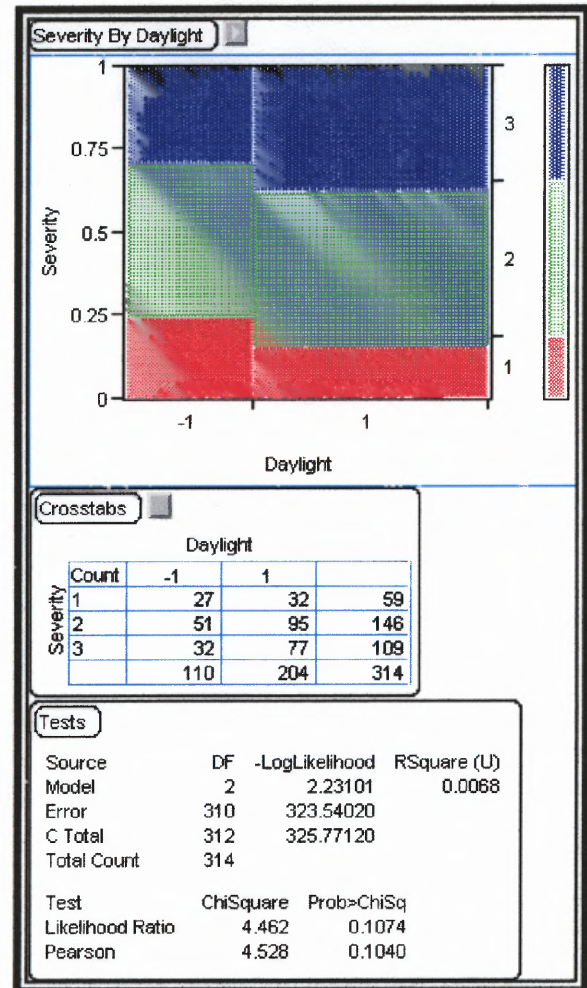 Severity By Daylight
1
0.75
0.5
0.25
0
Severity
3
2
1
-1 1
Daylight
Crosstabs
Daylight
Severity
Count -1 1
1 27 32 59
2 51 95 146
3 32 77 109
110 204 314
Tests
Source DF -LogLikelihood RSquare (U)
Model 2 2.23101 0.0068
Error 310 323.54020
C Total 312 325.77120
Total Count 314
Test ChiSquare Prob>ChiSq
Likelihood Ratio 4.462 0.1074
Pearson 4.528 0.1040